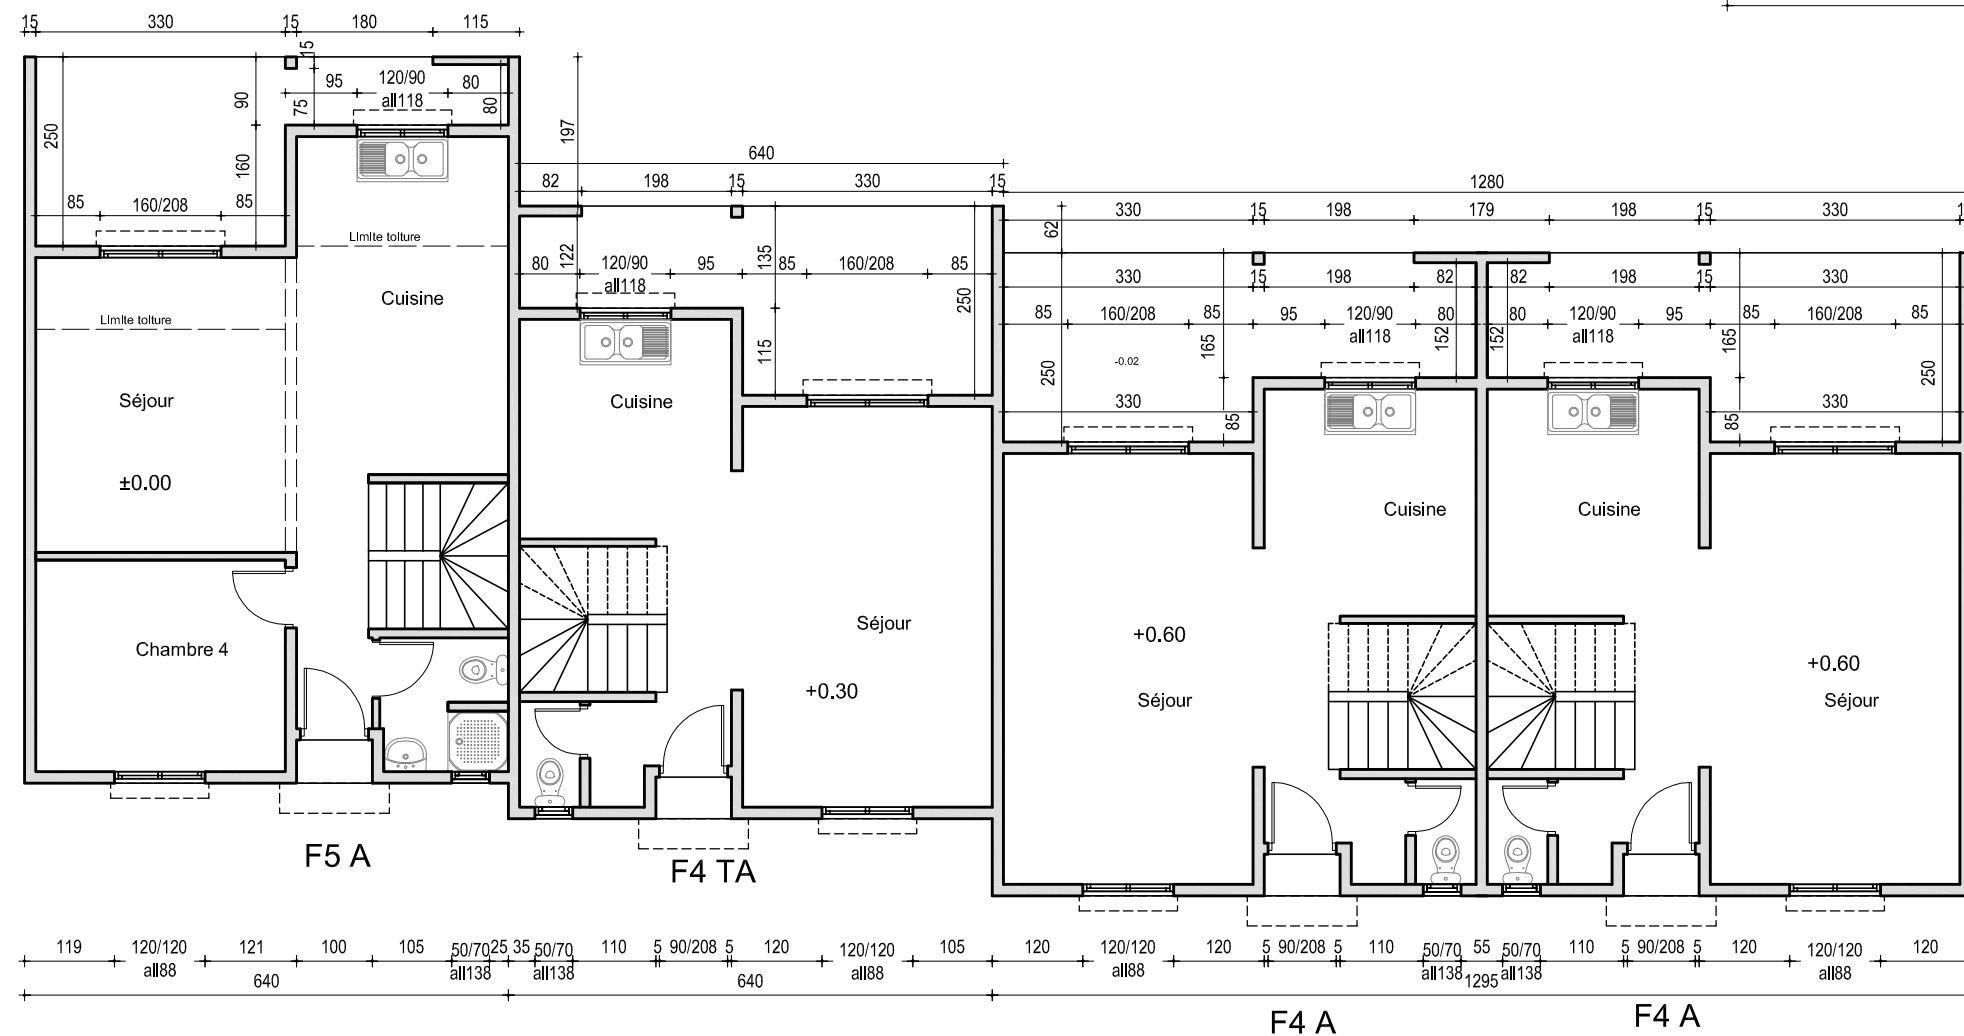 15 330 15 180 115
15
95 120/90 80
all118
90
75
80
250
160
197
85 160/208 85
640
82 198 15 330 15
1280
330 15 198 179 198 15 330 1
62
Limite toiture
Cuisine
Limite toiture
122
135
80 120/90 95 85 160/208 85
all118
250
330 15 198 82 82 198 15 330
85 160/208 85 95 120/90 80 80 120/90 95 85 160/208 85
all118 all118
115
250
-0.02
165
152
152
165
250
Séjour
Cuisine
330
85
85
330
±0.00
Cuisine
Cuisine
Séjour
+0.60
Chambre 4
+0.30
Séjour
+0.60
Séjour
F5 A
F4 TA
119 120/120 121 100 105 50/70 25 35 50/70 110 5 90/208 5 120 120/120 105 120 120/120 120 5 90/208 5 110 50/70 55 50/70 110 5 90/208 5 120 120/120 120
all88 all138 all138 all88 all88 all138 all138 all88
640 640 1295
F4 A
F4 A